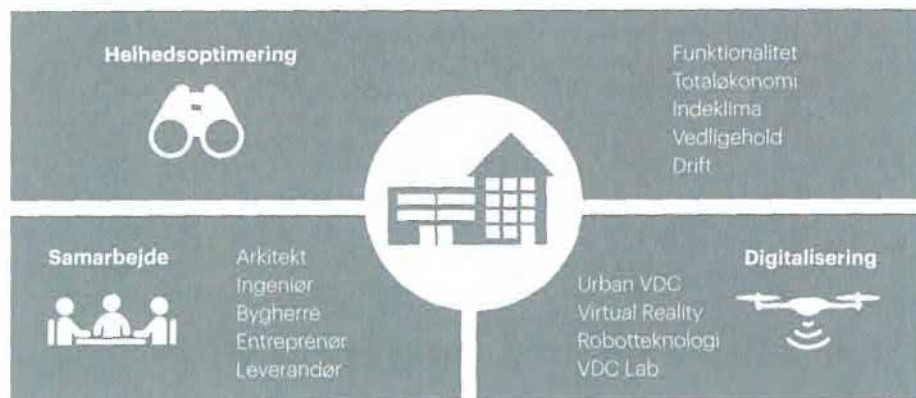 Helhedsoptimering
Funktionalitet
Totaløkonomi
Indeklima
Vedligehold
Drift
Samarbejde
Arkitekt
Ingeniør
Bygherre
Entreprenør
Leverandør
Urban VDC
Virtual Reality
Robotteknologi
VDC Lab
Digitalisering